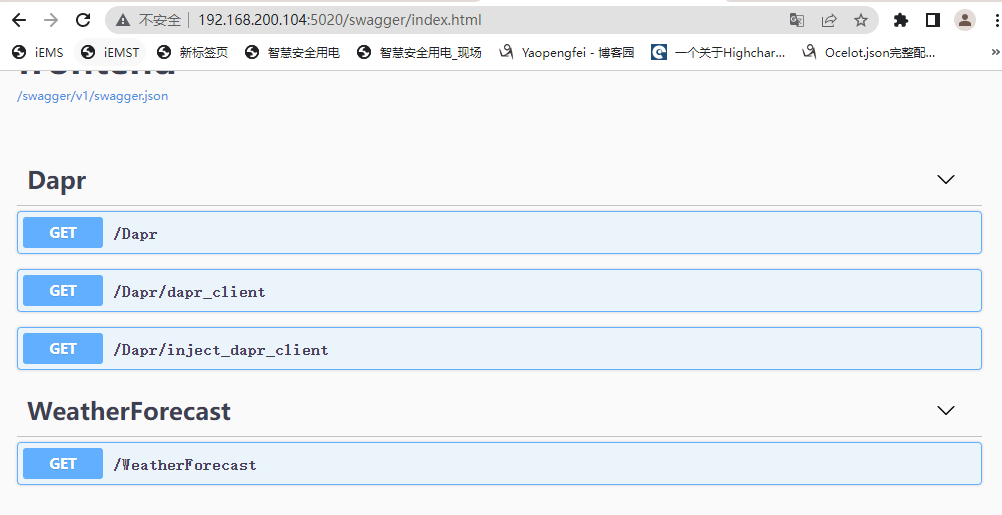 不安全 192.168.200.104:5020/swagger/index.html
iEMS iEMST 新标签页 智慧安全用电 智慧安全用电_现场 Yaopengfei - 博客园 一个关于Highchar... Ocelot.json完整配... »
frontend
/swagger/v1/swagger.json
Dapr
GET /Dapr
GET /Dapr/dapr_client
GET /Dapr/inject_dapr_client
WeatherForecast
GET /WeatherForecast